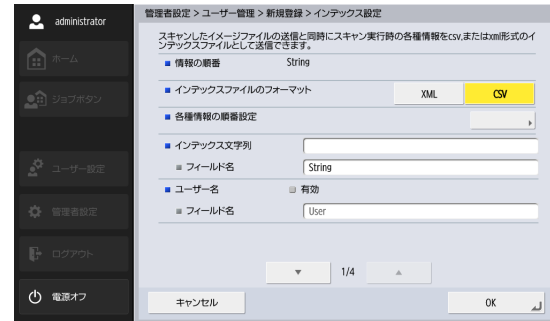 administrator
ホーム
ジョブボタン
ユーザー設定
管理者設定
ログアウト
電源オフ
管理者設定 > ユーザー管理 > 新規登録 > インデックス設定
スキャンしたイメージファイルの送信と同時にスキャン実行時の各種情報をcsv,またはxml形式のイ
ンデックスファイルとして送信できます。
情報の順番 String
インデックスファイルのフォーマット XML CSV
各種情報の順番設定
インデックス文字列
フィールド名 String
ユーザー名 有効
フィールド名 User
1/4
キャンセル OK